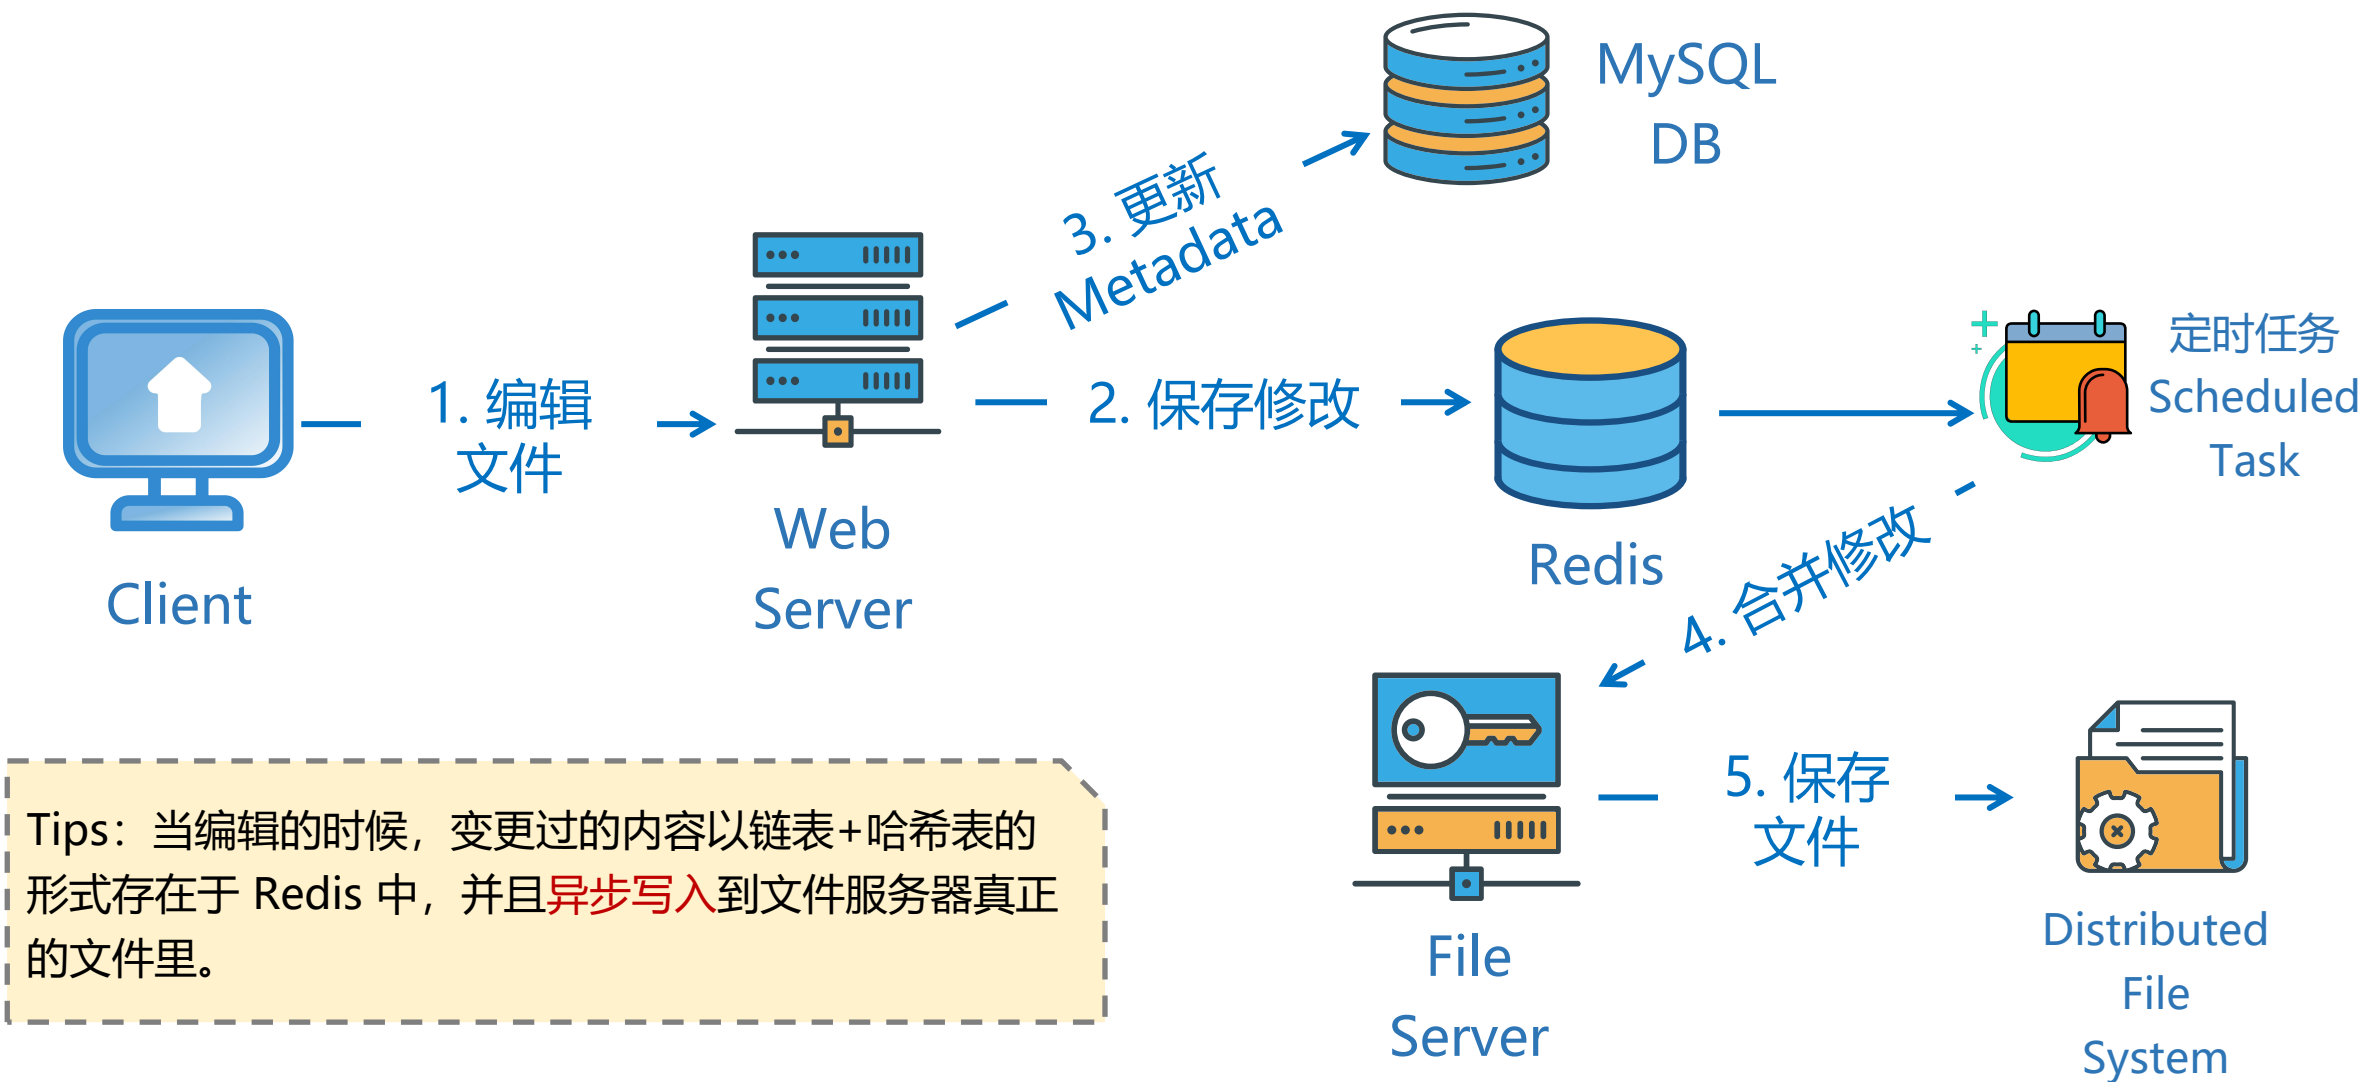 MySQL
DB
3. 更新
Metadata
定时任务
Scheduled
Task
1. 编辑
文件
2. 保存修改
Web
Server
Redis
Client
4. 合并修改
5. 保存
文件
Tips：当编辑的时候，变更过的内容以链表+哈希表的
形式存在于 Redis 中，并且异步写入到文件服务器真正
的文件里。
File
Server
Distributed
File
System